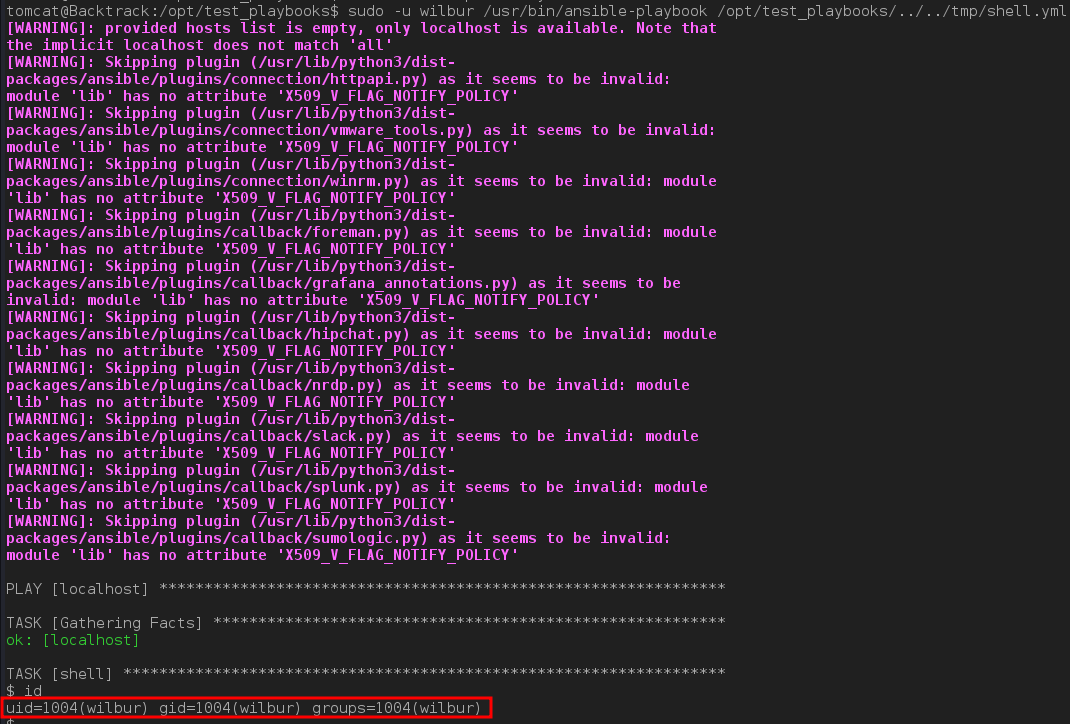 tomcat@Backtrack:/opt/test_playbooks$ sudo -u wilbur /usr/bin/ansible-playbook /opt/test_playbooks/../../tmp/shell.yml
[WARNING]: provided hosts list is empty, only localhost is available. Note that
the implicit localhost does not match 'all'
[WARNING]: Skipping plugin (/usr/lib/python3/dist-
packages/ansible/plugins/connection/httpapi.py) as it seems to be invalid:
module 'lib' has no attribute 'X509_V_FLAG_NOTIFY_POLICY'
[WARNING]: Skipping plugin (/usr/lib/python3/dist-
packages/ansible/plugins/connection/vmware_tools.py) as it seems to be invalid:
module 'lib' has no attribute 'X509_V_FLAG_NOTIFY_POLICY'
[WARNING]: Skipping plugin (/usr/lib/python3/dist-
packages/ansible/plugins/connection/winrm.py) as it seems to be invalid: module
'lib' has no attribute 'X509_V_FLAG_NOTIFY_POLICY'
[WARNING]: Skipping plugin (/usr/lib/python3/dist-
packages/ansible/plugins/callback/foreman.py) as it seems to be invalid: module
'lib' has no attribute 'X509_V_FLAG_NOTIFY_POLICY'
[WARNING]: Skipping plugin (/usr/lib/python3/dist-
packages/ansible/plugins/callback/grafana_annotations.py) as it seems to be
invalid: module 'lib' has no attribute 'X509_V_FLAG_NOTIFY_POLICY'
[WARNING]: Skipping plugin (/usr/lib/python3/dist-
packages/ansible/plugins/callback/hipchat.py) as it seems to be invalid: module
'lib' has no attribute 'X509_V_FLAG_NOTIFY_POLICY'
[WARNING]: Skipping plugin (/usr/lib/python3/dist-
packages/ansible/plugins/callback/nrdp.py) as it seems to be invalid: module
'lib' has no attribute 'X509_V_FLAG_NOTIFY_POLICY'
[WARNING]: Skipping plugin (/usr/lib/python3/dist-
packages/ansible/plugins/callback/slack.py) as it seems to be invalid: module
'lib' has no attribute 'X509_V_FLAG_NOTIFY_POLICY'
[WARNING]: Skipping plugin (/usr/lib/python3/dist-
packages/ansible/plugins/callback/splunk.py) as it seems to be invalid: module
'lib' has no attribute 'X509_V_FLAG_NOTIFY_POLICY'
[WARNING]: Skipping plugin (/usr/lib/python3/dist-
packages/ansible/plugins/callback/sumologic.py) as it seems to be invalid:
module 'lib' has no attribute 'X509_V_FLAG_NOTIFY_POLICY'
PLAY [localhost] ***************************************************************
TASK [Gathering Facts] *********************************************************
ok: [localhost]
TASK [shell] *******************************************************************
$ id
uid=1004(wilbur) gid=1004(wilbur) groups=1004(wilbur)
$